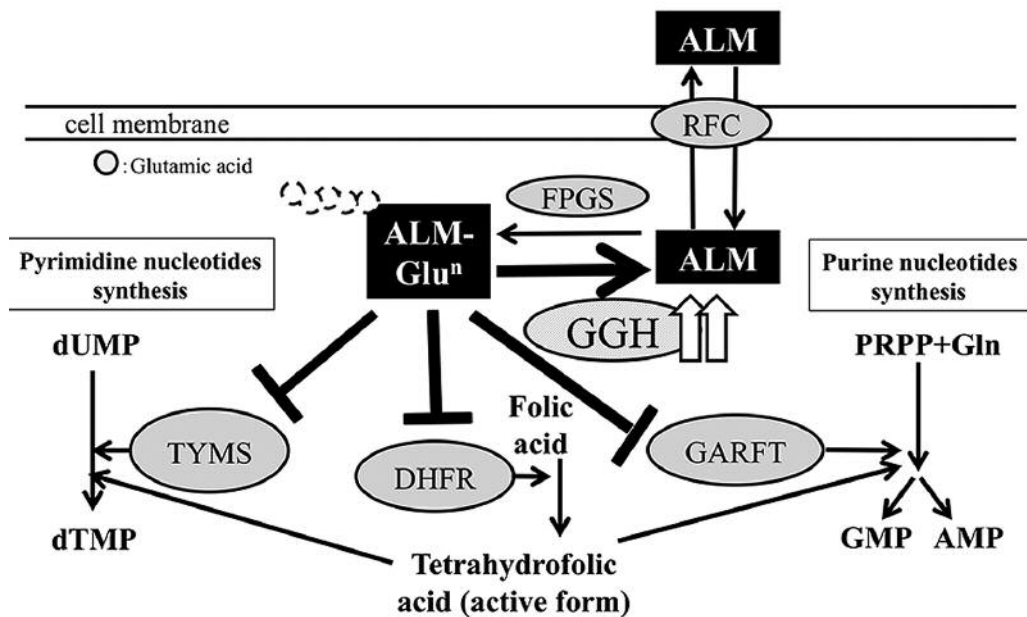 ALM
RFC
cell membrane
: Glutamic acid
FPGS
ALM-
Gluⁿ
ALM
GGH
Pyrimidine nucleotides
synthesis
Purine nucleotides
synthesis
dUMP
PRPP+Gln
Folic
acid
TYMS
DHFR
GARFT
dTMP
GMP
AMP
Tetrahydrofolic
acid (active form)